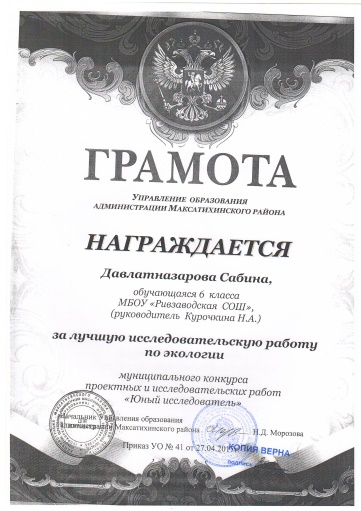 ГРАМОТА
УПРАВЛЕНИЕ ОБРАЗОВАНИЯ
АДМИНИСТРАЦИИ МАКСАТИХИНСКОГО РАЙОНА
НАГРАЖДАЕТСЯ
Давлатназарова Сабина,
обучающаяся 6 класса
МБОУ «Ривзаводская СОШ»,
(руководитель Курочкина Н.А.)
за лучшую исследовательскую работу
по экологии
муниципального конкурса
проектных и исследовательских работ
«Юный исследователь»
Начальник Управления образования
администрации Максатихинского района Н.Д. Морозова
Приказ УО № 41 от 27.04.20
КОПИЯ ВЕРНА
подпись